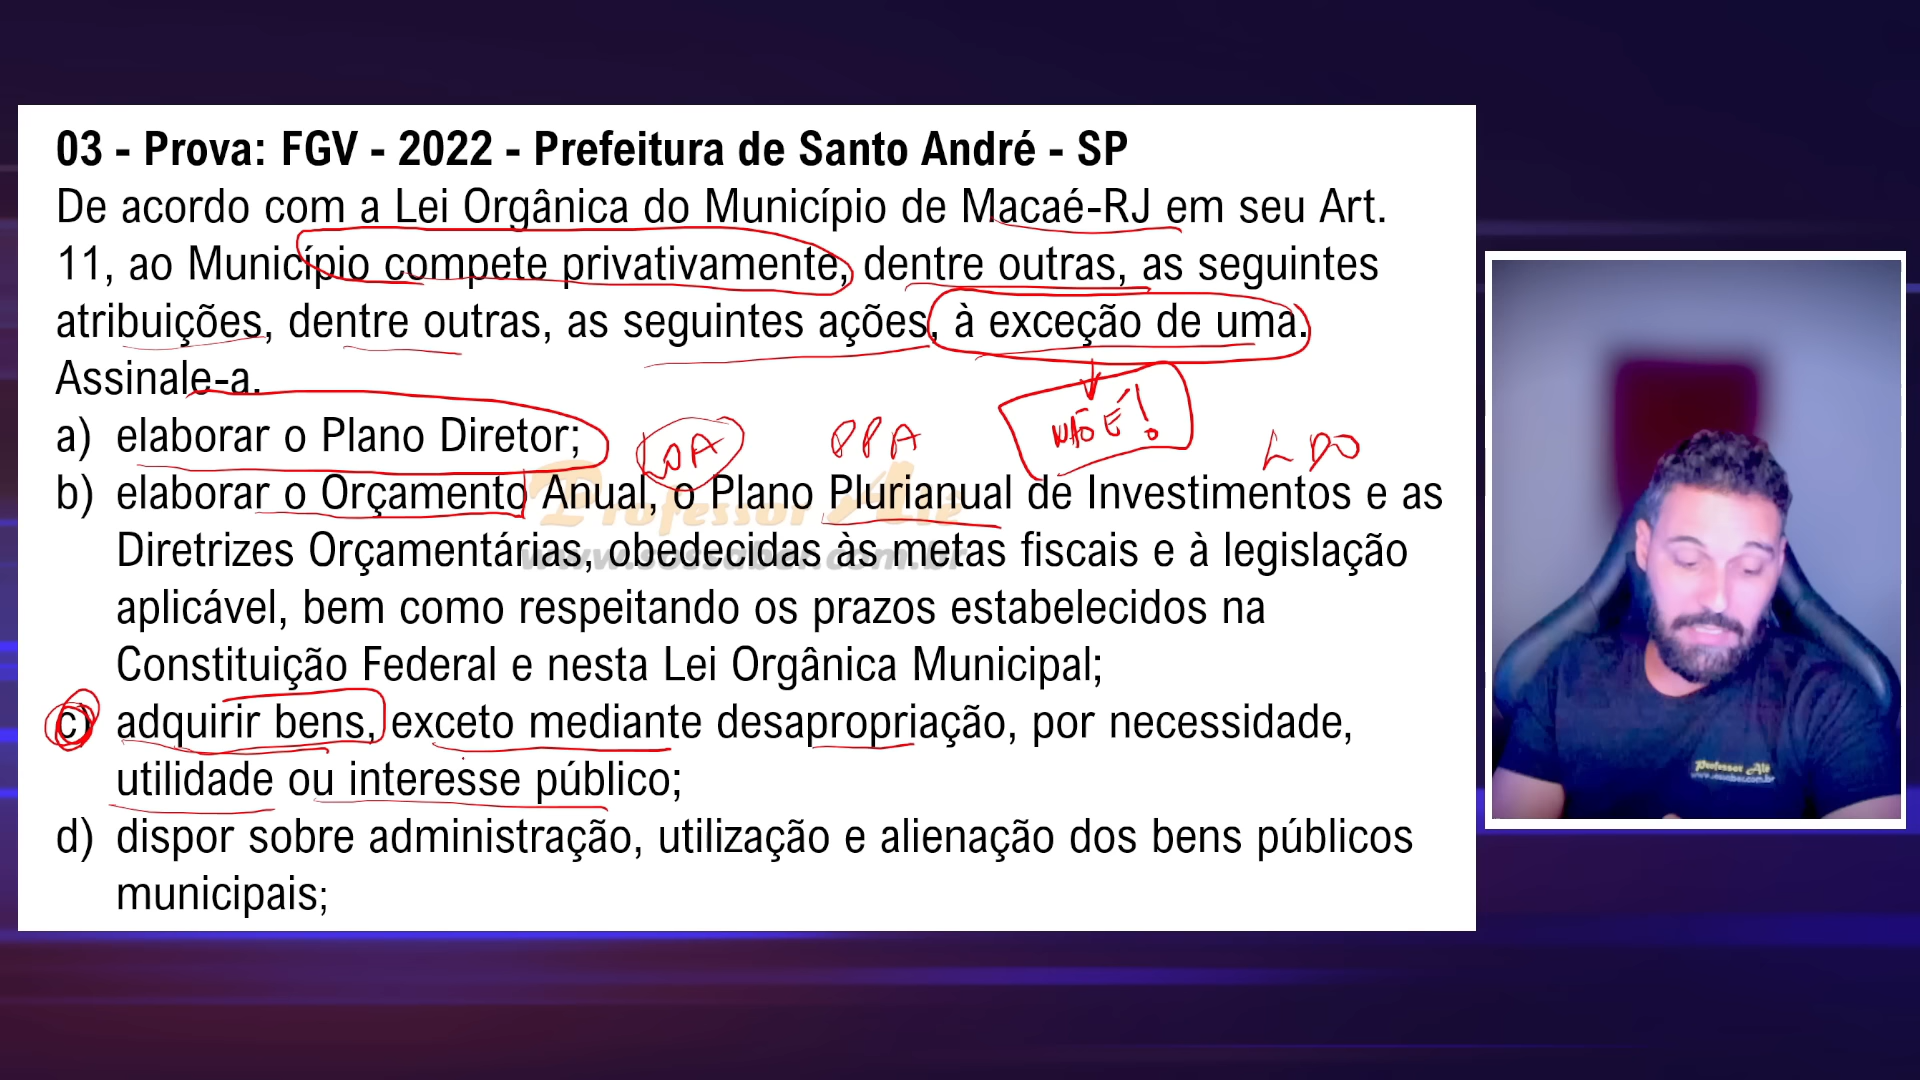 03 - Prova: FGV - 2022 - Prefeitura de Santo André - SP
De acordo com a Lei Orgânica do Município de Macaé-RJ em seu Art.
11, ao Município compete privativamente, dentre outras, as seguintes
atribuições, dentre outras, as seguintes ações, à exceção de uma.
Assinale-a.
NÃO É!
a) elaborar o Plano Diretor;
LOA PPA LDO
b) elaborar o Orçamento Anual, o Plano Plurianual de Investimentos e as
Diretrizes Orçamentárias, obedecidas às metas fiscais e à legislação
aplicável, bem como respeitando os prazos estabelecidos na
Constituição Federal e nesta Lei Orgânica Municipal;
c) adquirir bens, exceto mediante desapropriação, por necessidade,
utilidade ou interesse público;
d) dispor sobre administração, utilização e alienação dos bens públicos
municipais;
Professor Alê
Professor Alê